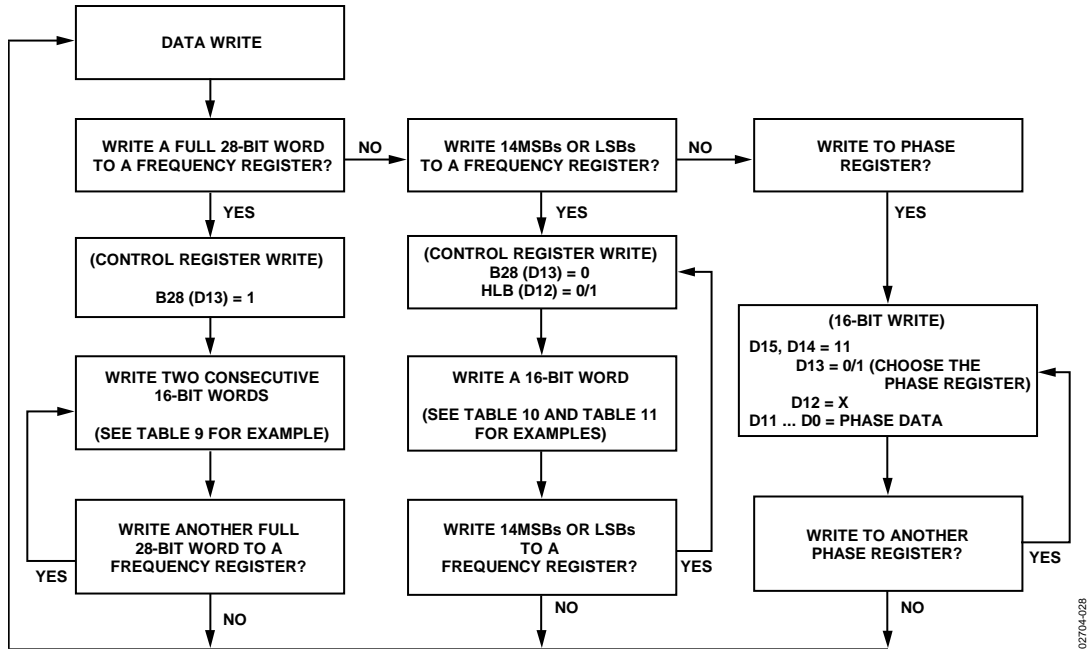 DATA WRITE
WRITE A FULL 28-BIT WORD
TO A FREQUENCY REGISTER?
NO
WRITE 14MSBs OR LSBs
TO A FREQUENCY REGISTER?
NO
WRITE TO PHASE
REGISTER?
YES
YES
YES
(CONTROL REGISTER WRITE)
B28 (D13) = 1
(CONTROL REGISTER WRITE)
B28 (D13) = 0
HLB (D12) = 0/1
(16-BIT WRITE)
D15, D14 = 11
D13 = 0/1 (CHOOSE THE
PHASE REGISTER)
D12 = X
D11 ... D0 = PHASE DATA
WRITE TWO CONSECUTIVE
16-BIT WORDS
(SEE TABLE 9 FOR EXAMPLE)
WRITE A 16-BIT WORD
(SEE TABLE 10 AND TABLE 11
FOR EXAMPLES)
WRITE ANOTHER FULL
28-BIT WORD TO A
FREQUENCY REGISTER?
YES
NO
WRITE 14MSBs OR LSBs
TO A
FREQUENCY REGISTER?
YES
NO
WRITE TO ANOTHER
PHASE REGISTER?
YES
NO
02704-028